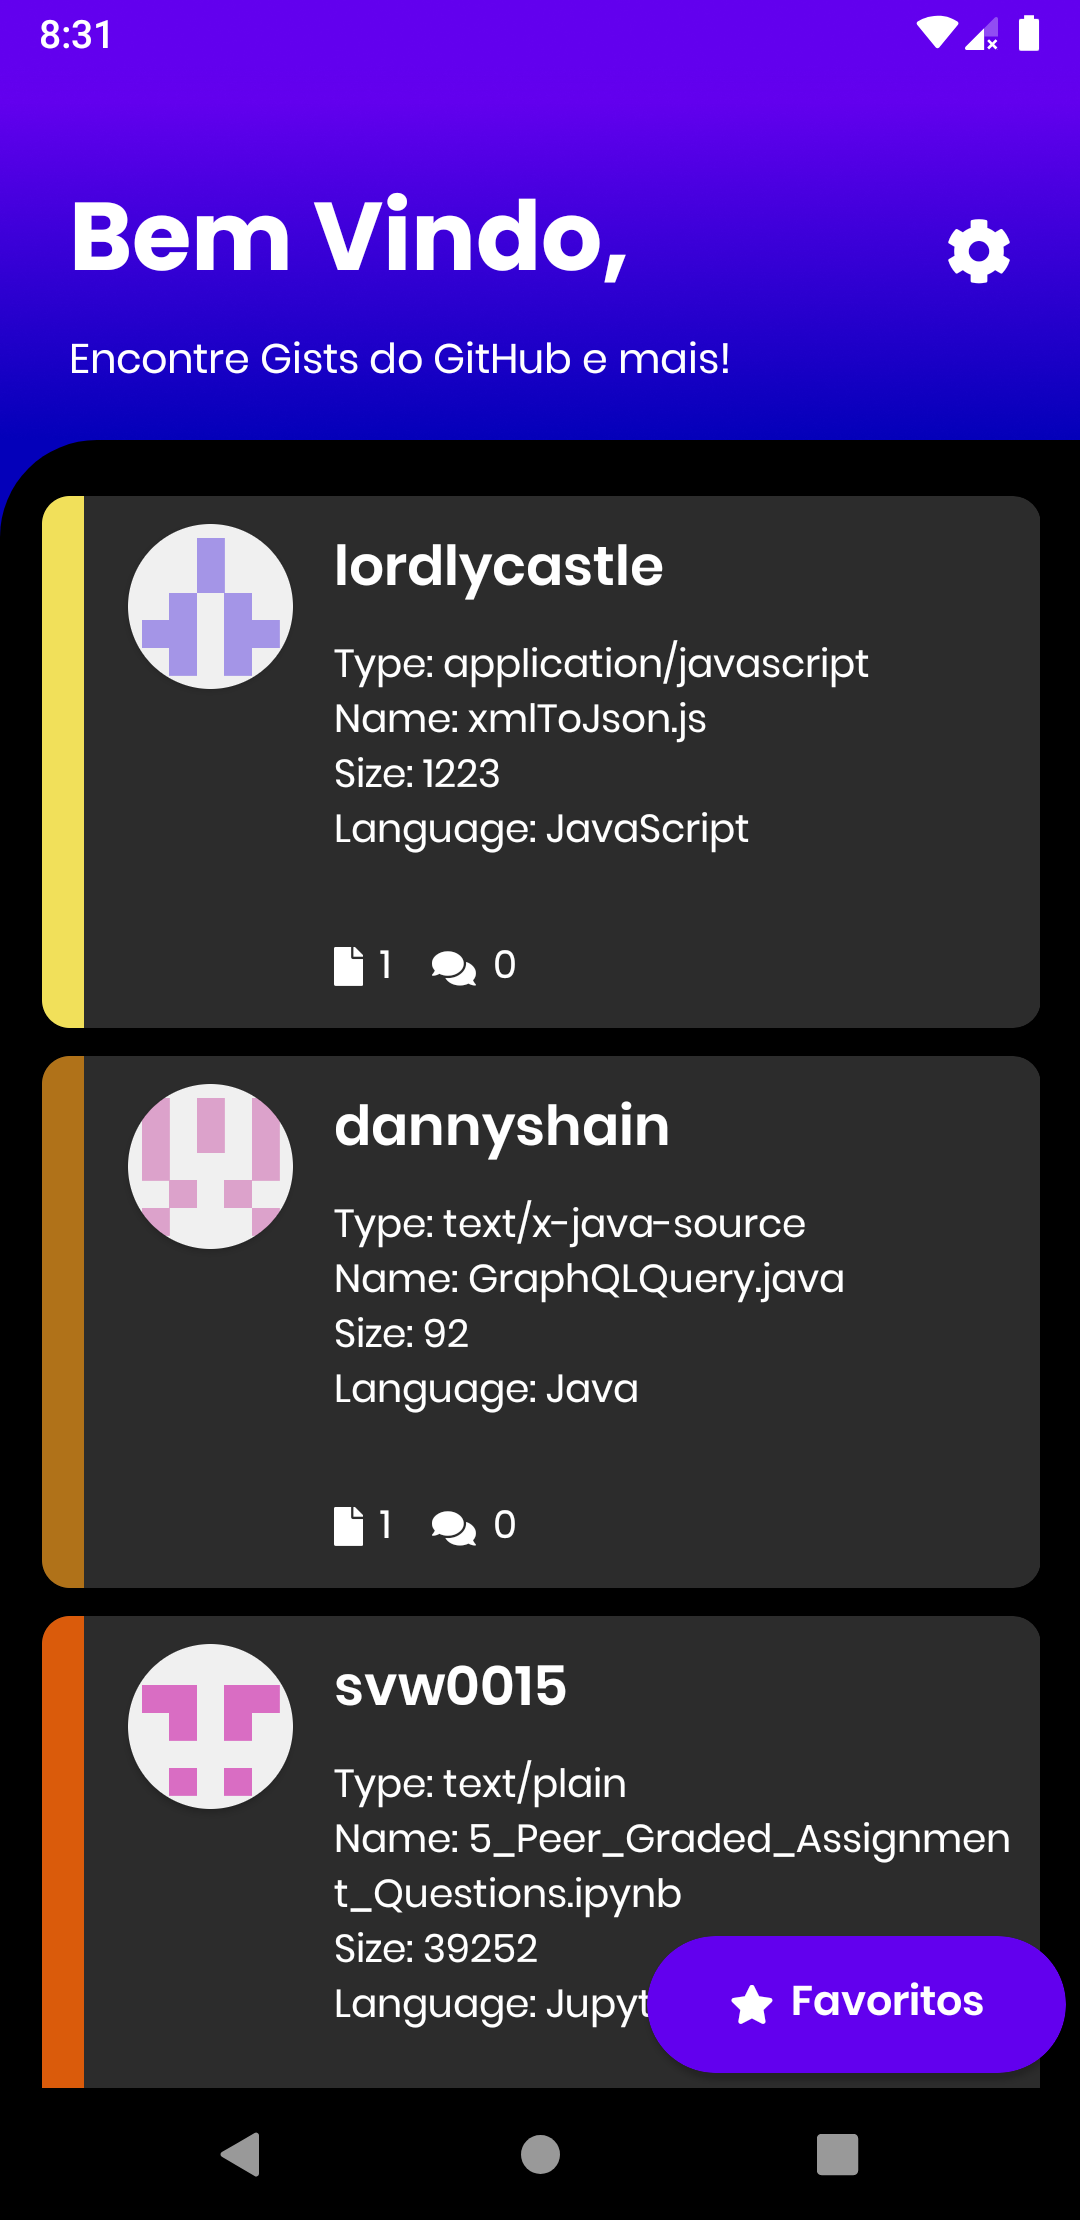 8:31
Bem Vindo,
Encontre Gists do GitHub e mais!
lordlycastle
Type: application/javascript
Name: xmlToJson.js
Size: 1223
Language: JavaScript
1 0
dannyshain
Type: text/x-java-source
Name: GraphQLQuery.java
Size: 92
Language: Java
1 0
svw0015
Type: text/plain
Name: 5_Peer_Graded_Assignmen
t_Questions.ipynb
Size: 39252
Language: Jupyt
Favoritos